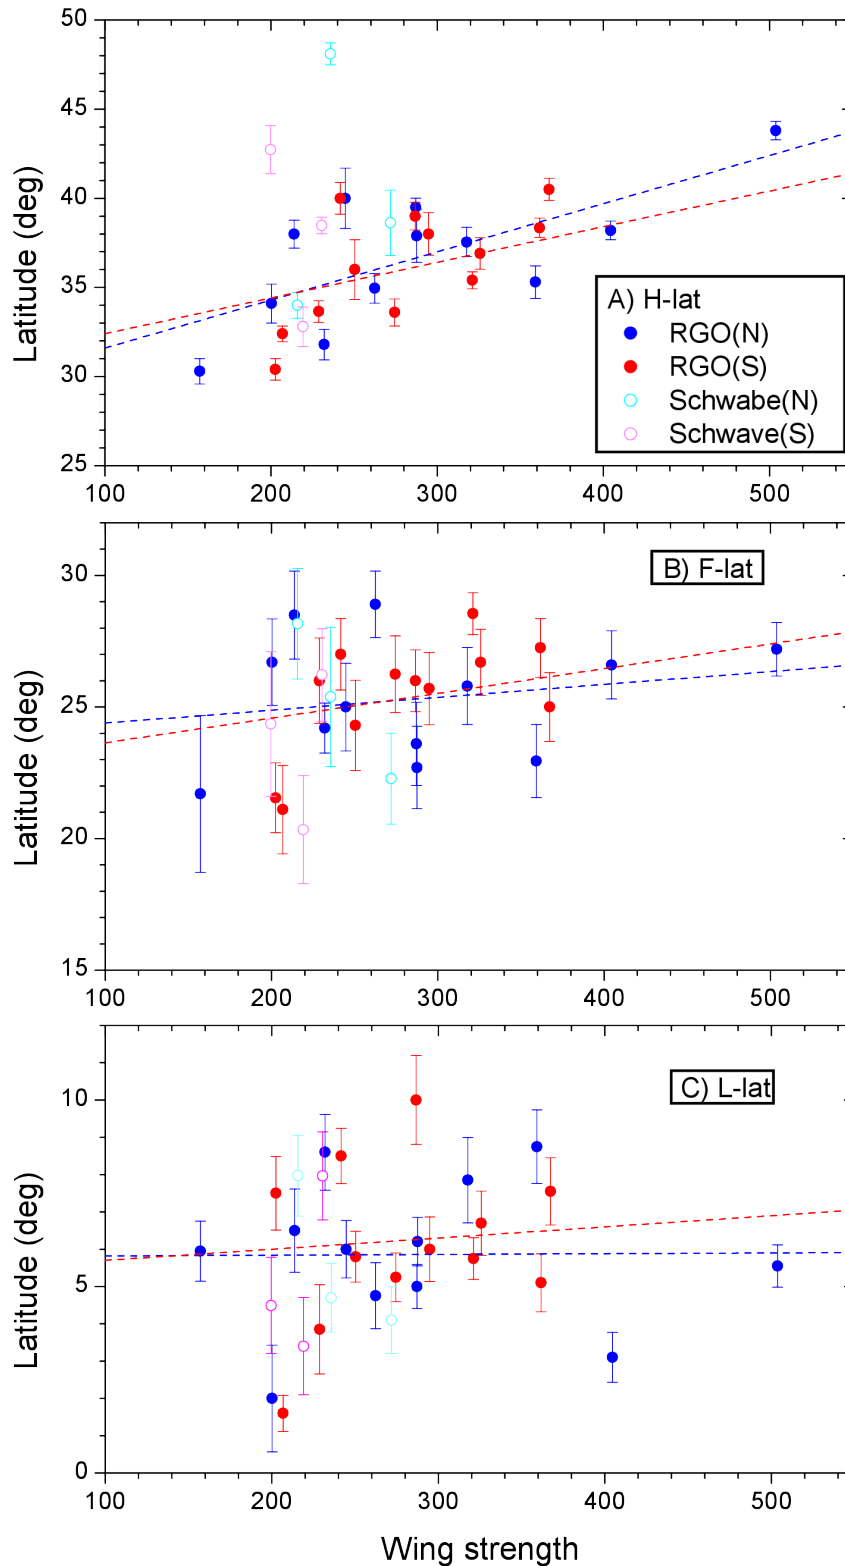 50
45
40
35
30
25
Latitude (deg)
A) H-lat
RGO(N)
RGO(S)
Schwabe(N)
Schwave(S)
100 200 300 400 500
30
25
20
15
Latitude (deg)
B) F-lat
100 200 300 400 500
10
5
0
Latitude (deg)
C) L-lat
100 200 300 400 500
Wing strength